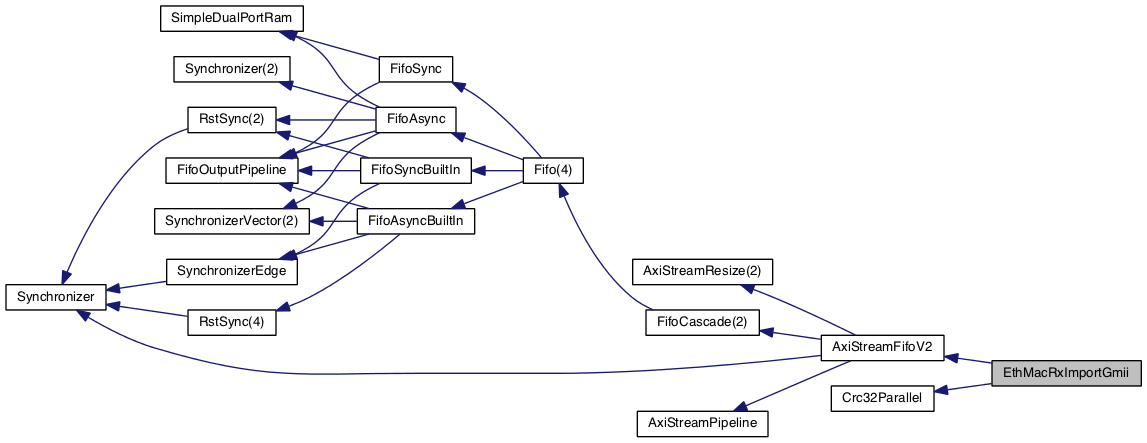 SimpleDualPortRam
Synchronizer(2)
FifoSync
RstSync(2)
FifoAsync
FifoOutputPipeline
FifoSyncBuiltIn
Fifo(4)
SynchronizerVector(2)
FifoAsyncBuiltIn
SynchronizerEdge
AxiStreamResize(2)
Synchronizer
RstSync(4)
FifoCascade(2)
AxiStreamFifoV2
EthMacRxImportGmii
Crc32Parallel
AxiStreamPipeline